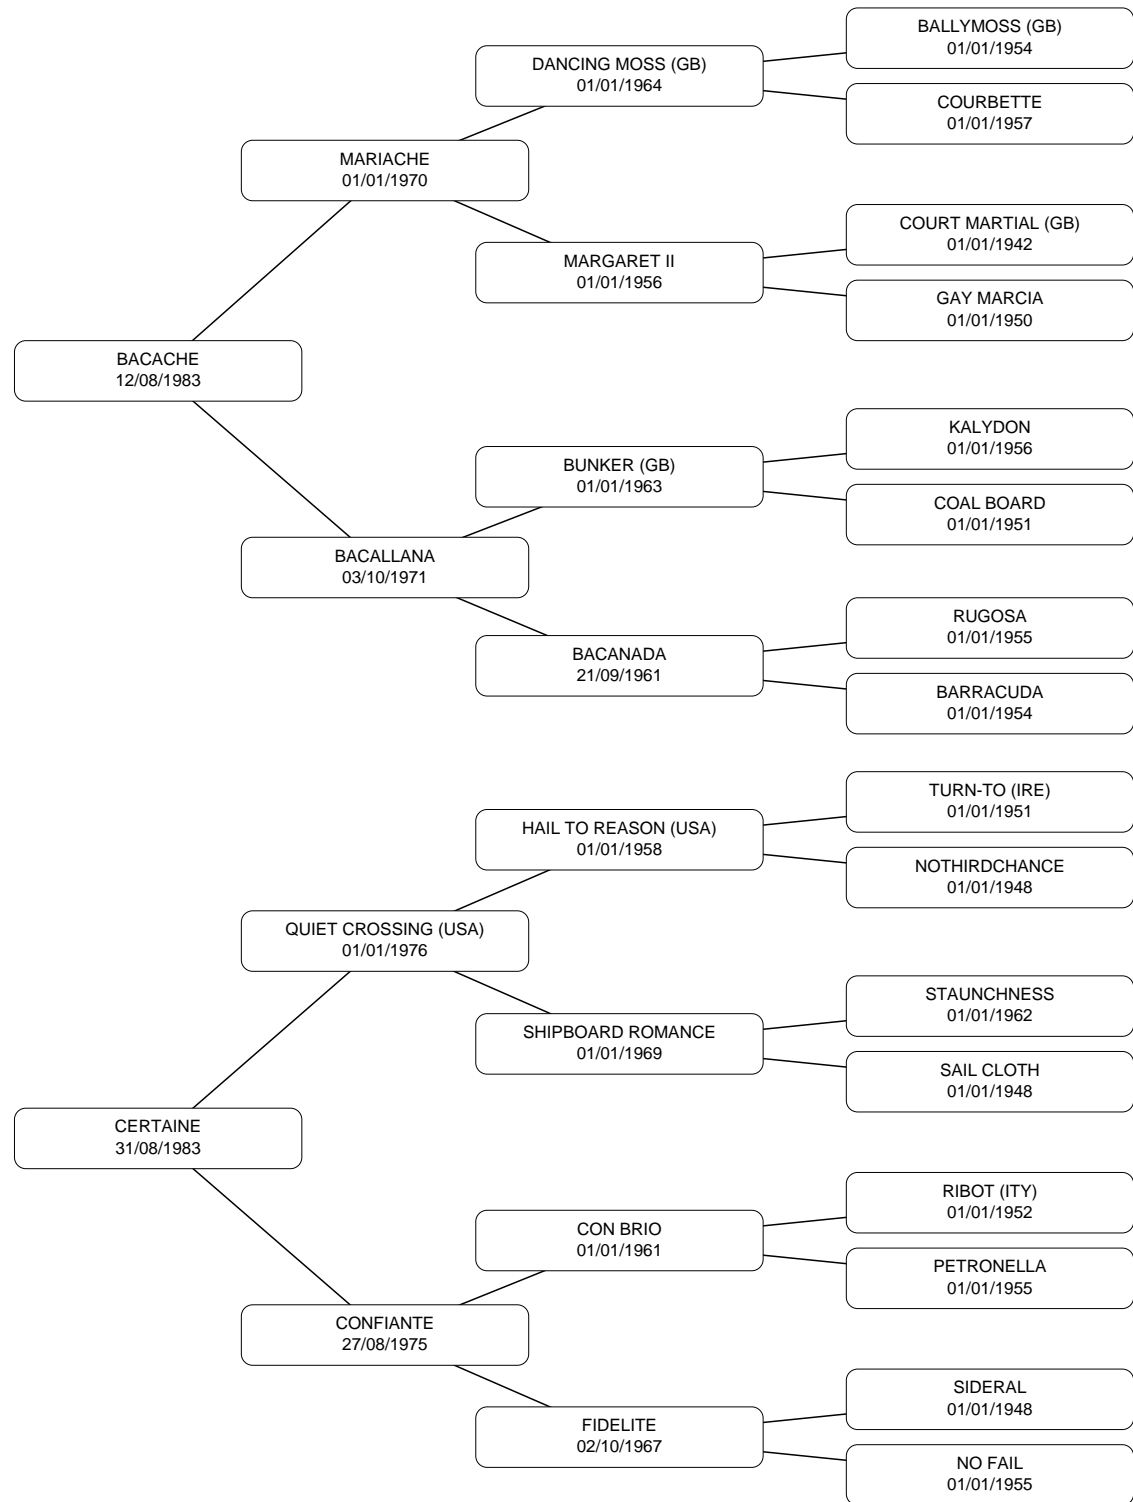 BALLYMOSS (GB)
01/01/1954
DANCING MOSS (GB)
01/01/1964
COURBETTE
01/01/1957
MARIACHE
01/01/1970
COURT MARTIAL (GB)
01/01/1942
MARGARET II
01/01/1956
GAY MARCIA
01/01/1950
BACACHE
12/08/1983
KALYDON
01/01/1956
BUNKER (GB)
01/01/1963
COAL BOARD
01/01/1951
BACALLANA
03/10/1971
RUGOSA
01/01/1955
BACANADA
21/09/1961
BARRACUDA
01/01/1954
TURN-TO (IRE)
01/01/1951
HAIL TO REASON (USA)
01/01/1958
NOTHIRDCHANCE
01/01/1948
QUIET CROSSING (USA)
01/01/1976
STAUNCHNESS
01/01/1962
SHIPBOARD ROMANCE
01/01/1969
SAIL CLOTH
01/01/1948
CERTAINE
31/08/1983
RIBOT (ITY)
01/01/1952
CON BRIO
01/01/1961
PETRONELLA
01/01/1955
CONFIANTE
27/08/1975
SIDERAL
01/01/1948
FIDELITE
02/10/1967
NO FAIL
01/01/1955